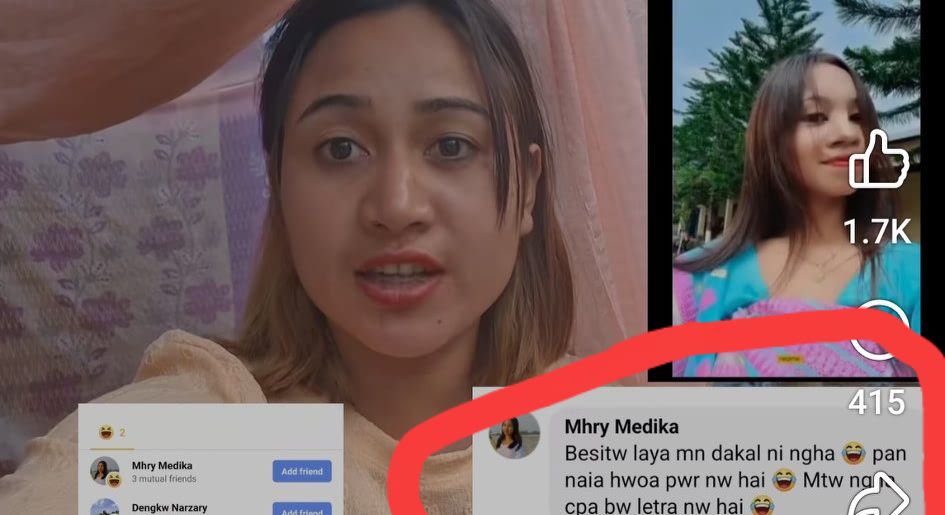 1.7K
realme
415
2
Mhry Medika
3 mutual friends
Add friend
Dengkw Narzary
Add friend
Mhry Medika
Besitw laya mn dakal ni ngha 😂 pan
naia hwoa pwr nw hai 😂 Mtw
cpa bw letra nw hai 😂